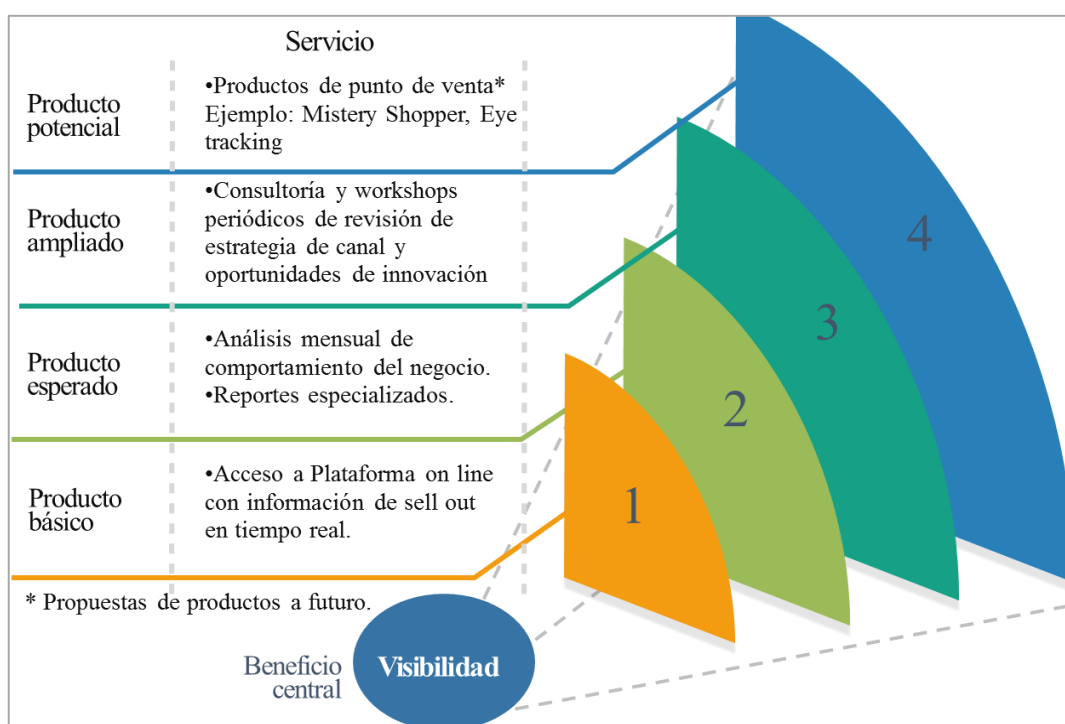 Servicio
Producto
potencial
•Productos de punto de venta*
Ejemplo: Mistery Shopper, Eye
tracking
Producto
ampliado
•Consultoría y workshops
periódicos de revisión de
estrategia de canal y
oportunidades de innovación
Producto
esperado
•Análisis mensual de
comportamiento del negocio.
•Reportes especializados.
Producto
básico
•Acceso a Plataforma on line
con información de sell out
en tiempo real.
* Propuestas de productos a futuro.
Beneficio
central
Visibilidad
1
2
3
4